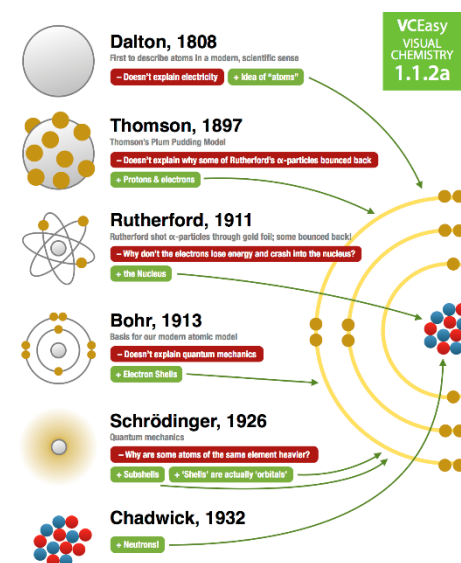 VCEasy
VISUAL
CHEMISTRY
1.1.2a
Dalton, 1808
First to describe atoms in a modern, scientific sense
– Doesn't explain electricity
+ Idea of "atoms"
Thomson, 1897
Thomson's Plum Pudding Model
– Doesn't explain why some of Rutherford's α-particles bounced back
+ Protons & electrons
Rutherford, 1911
Rutherford shot α-particles through gold foil; some bounced back!
– Why don't the electrons lose energy and crash into the nucleus?
+ the Nucleus
Bohr, 1913
Basis for our modern atomic model
– Doesn't explain quantum mechanics
+ Electron Shells
Schrödinger, 1926
Quantum mechanics
– Why are some atoms of the same element heavier?
+ Subshells
+ 'Shells' are actually 'orbitals'
Chadwick, 1932
+ Neutrons!